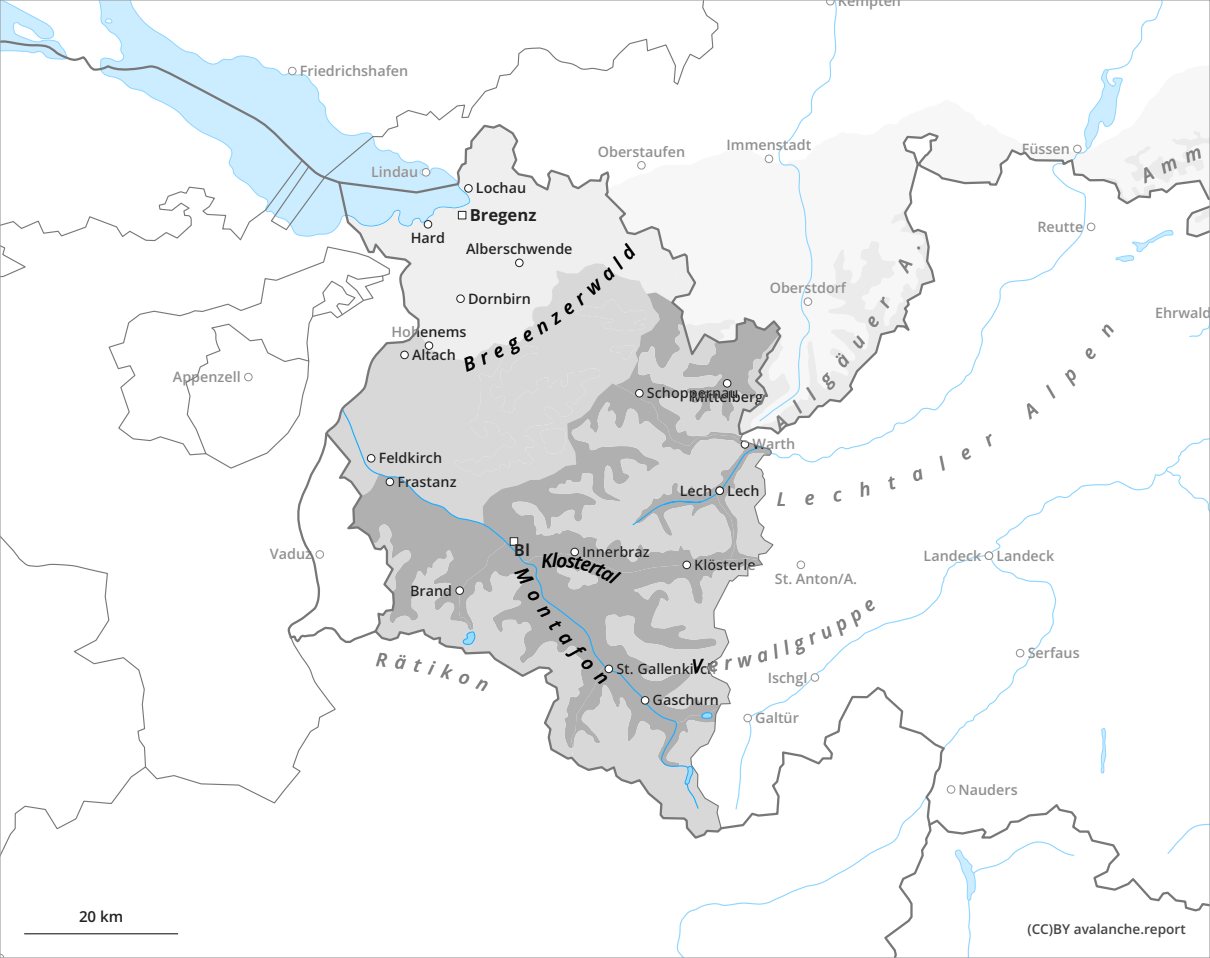 Kempten
Friedrichshafen
Oberstaufen
Immenstadt
Füssen
Amm
Lindau
Lochau
Bregenz
Hard
Reutte
Alberschwende
Bregenzerwald
Dornbirn
Oberstdorf
Ehrwald
Hohenems
Altach
Allgäuer A.
Appenzell
Schoppernau
Mittelberg
Warth
Lechtaler Alpen
Feldkirch
Frastanz
Lech
Lech
Vaduz
Bl
Klostertal
Innerbraz
Klösterle
Landeck
Landeck
St. Anton/A.
Brand
Montafon
Verwallgruppe
Rätikon
St. Gallenkirch
Serfaus
Ischgl
Gaschurn
Galtür
Nauders
20 km
(CC)BY avalanche.report